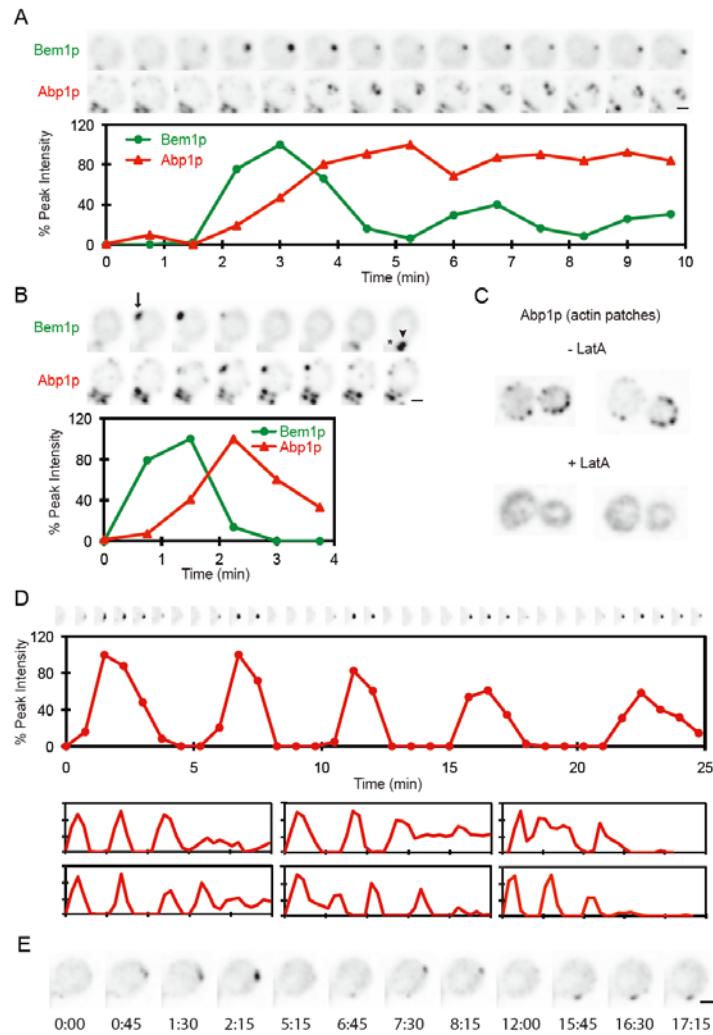 A
Bem1p
Abp1p
120
80
40
0
% Peak Intensity
Bem1p
Abp1p
0 1 2 3 4 5 6 7 8 9 10
Time (min)
B
Bem1p
*
Abp1p
120
80
40
0
% Peak Intensity
Bem1p
Abp1p
0 1 2 3 4
Time (min)
C
Abp1p (actin patches)
- LatA
+ LatA
D
120
80
40
0
% Peak Intensity
0 5 10 15 20 25
Time (min)
E
0:00 0:45 1:30 2:15 5:15 6:45 7:30 8:15 12:00 15:45 16:30 17:15